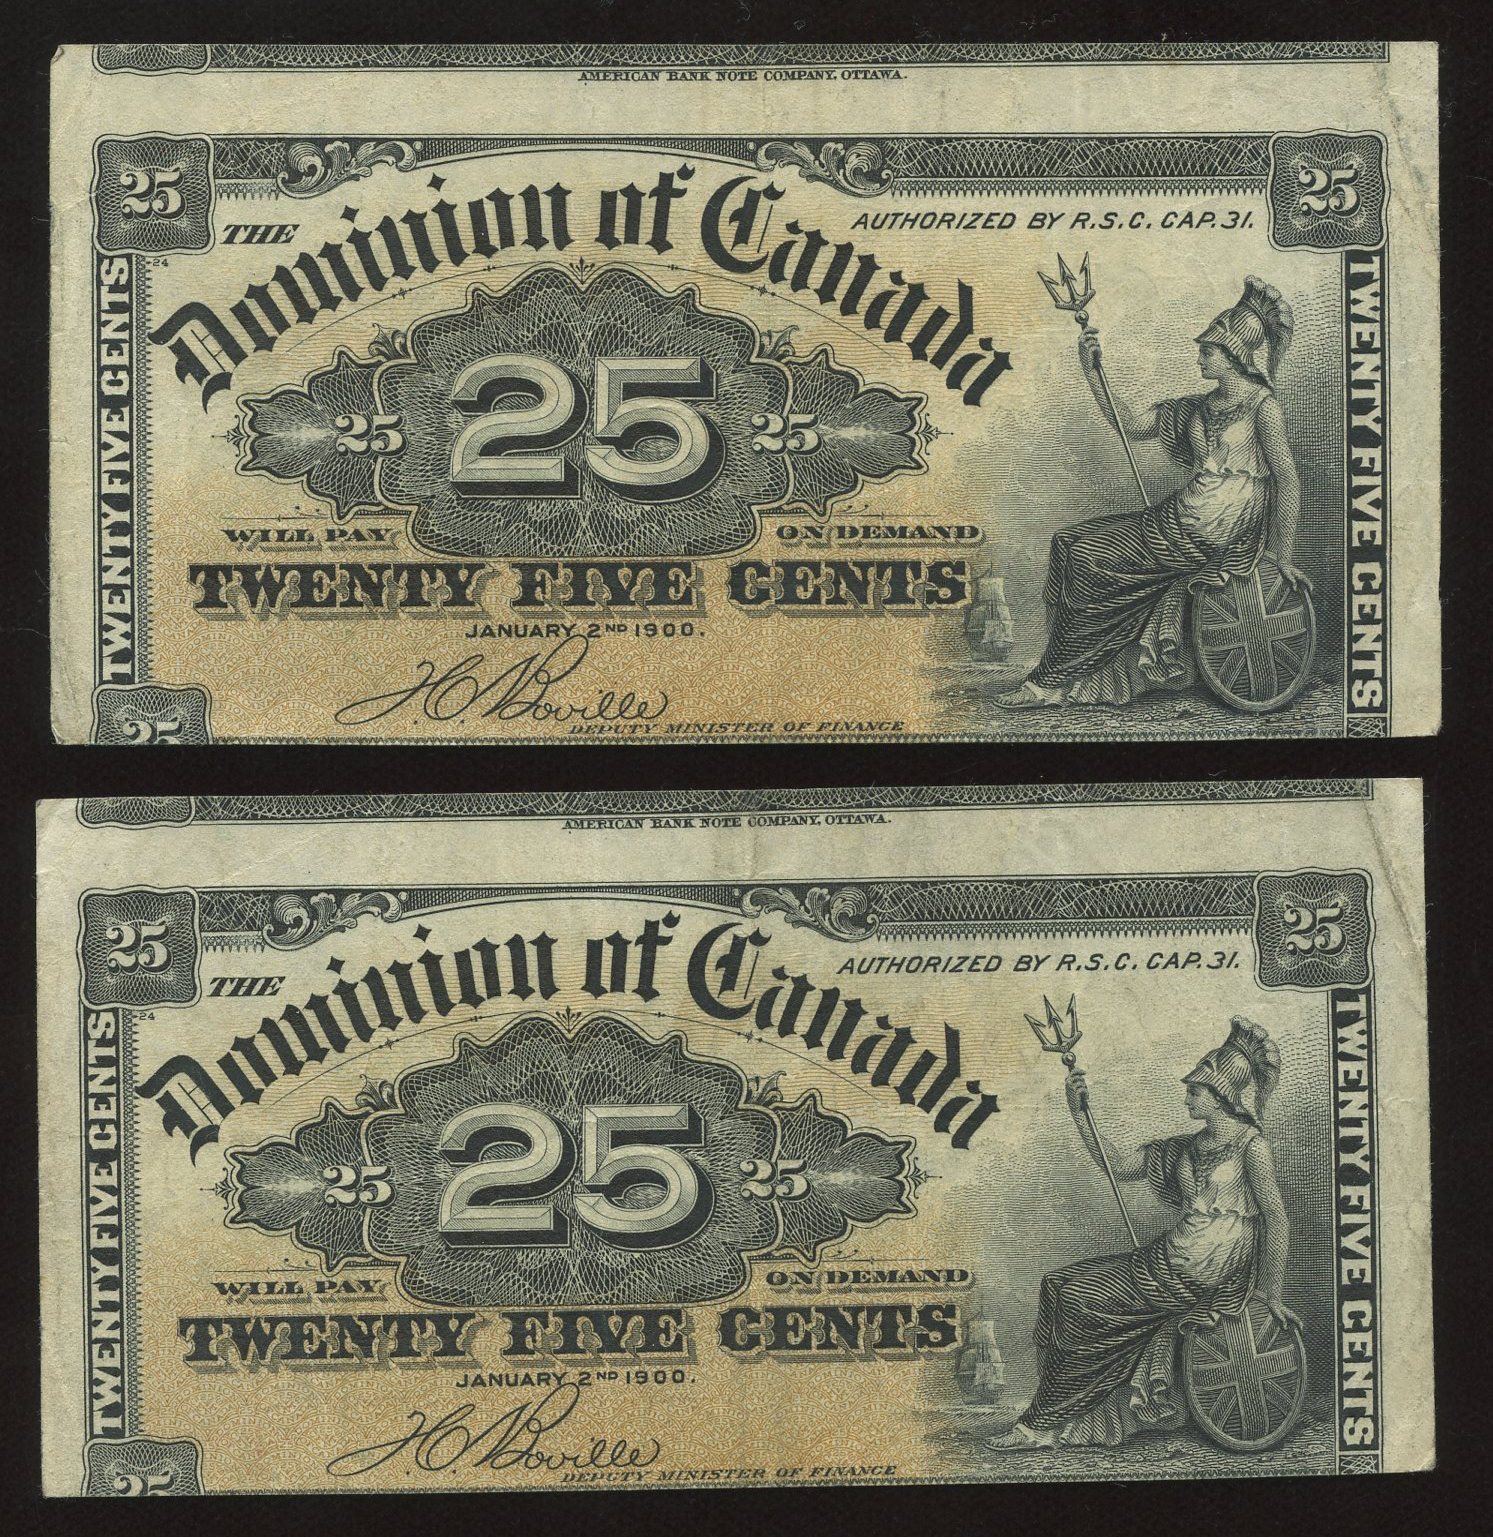 AMERICAN BANK NOTE COMPANY, OTTAWA.
25
25
THE
Dominion of Canada
AUTHORIZED BY R.S.C. CAP. 31.
24
TWENTY FIVE CENTS
TWENTY FIVE CENTS
25
25
25
WILL PAY
ON DEMAND
TWENTY FIVE CENTS
JANUARY 2ND 1900.
H.C. Boville
25
DEPUTY MINISTER OF FINANCE
AMERICAN BANK NOTE COMPANY, OTTAWA.
25
25
THE
Dominion of Canada
AUTHORIZED BY R.S.C. CAP. 31.
24
TWENTY FIVE CENTS
TWENTY FIVE CENTS
25
25
25
WILL PAY
ON DEMAND
TWENTY FIVE CENTS
JANUARY 2ND 1900.
T.C. Boville
25
DEPUTY MINISTER OF FINANCE